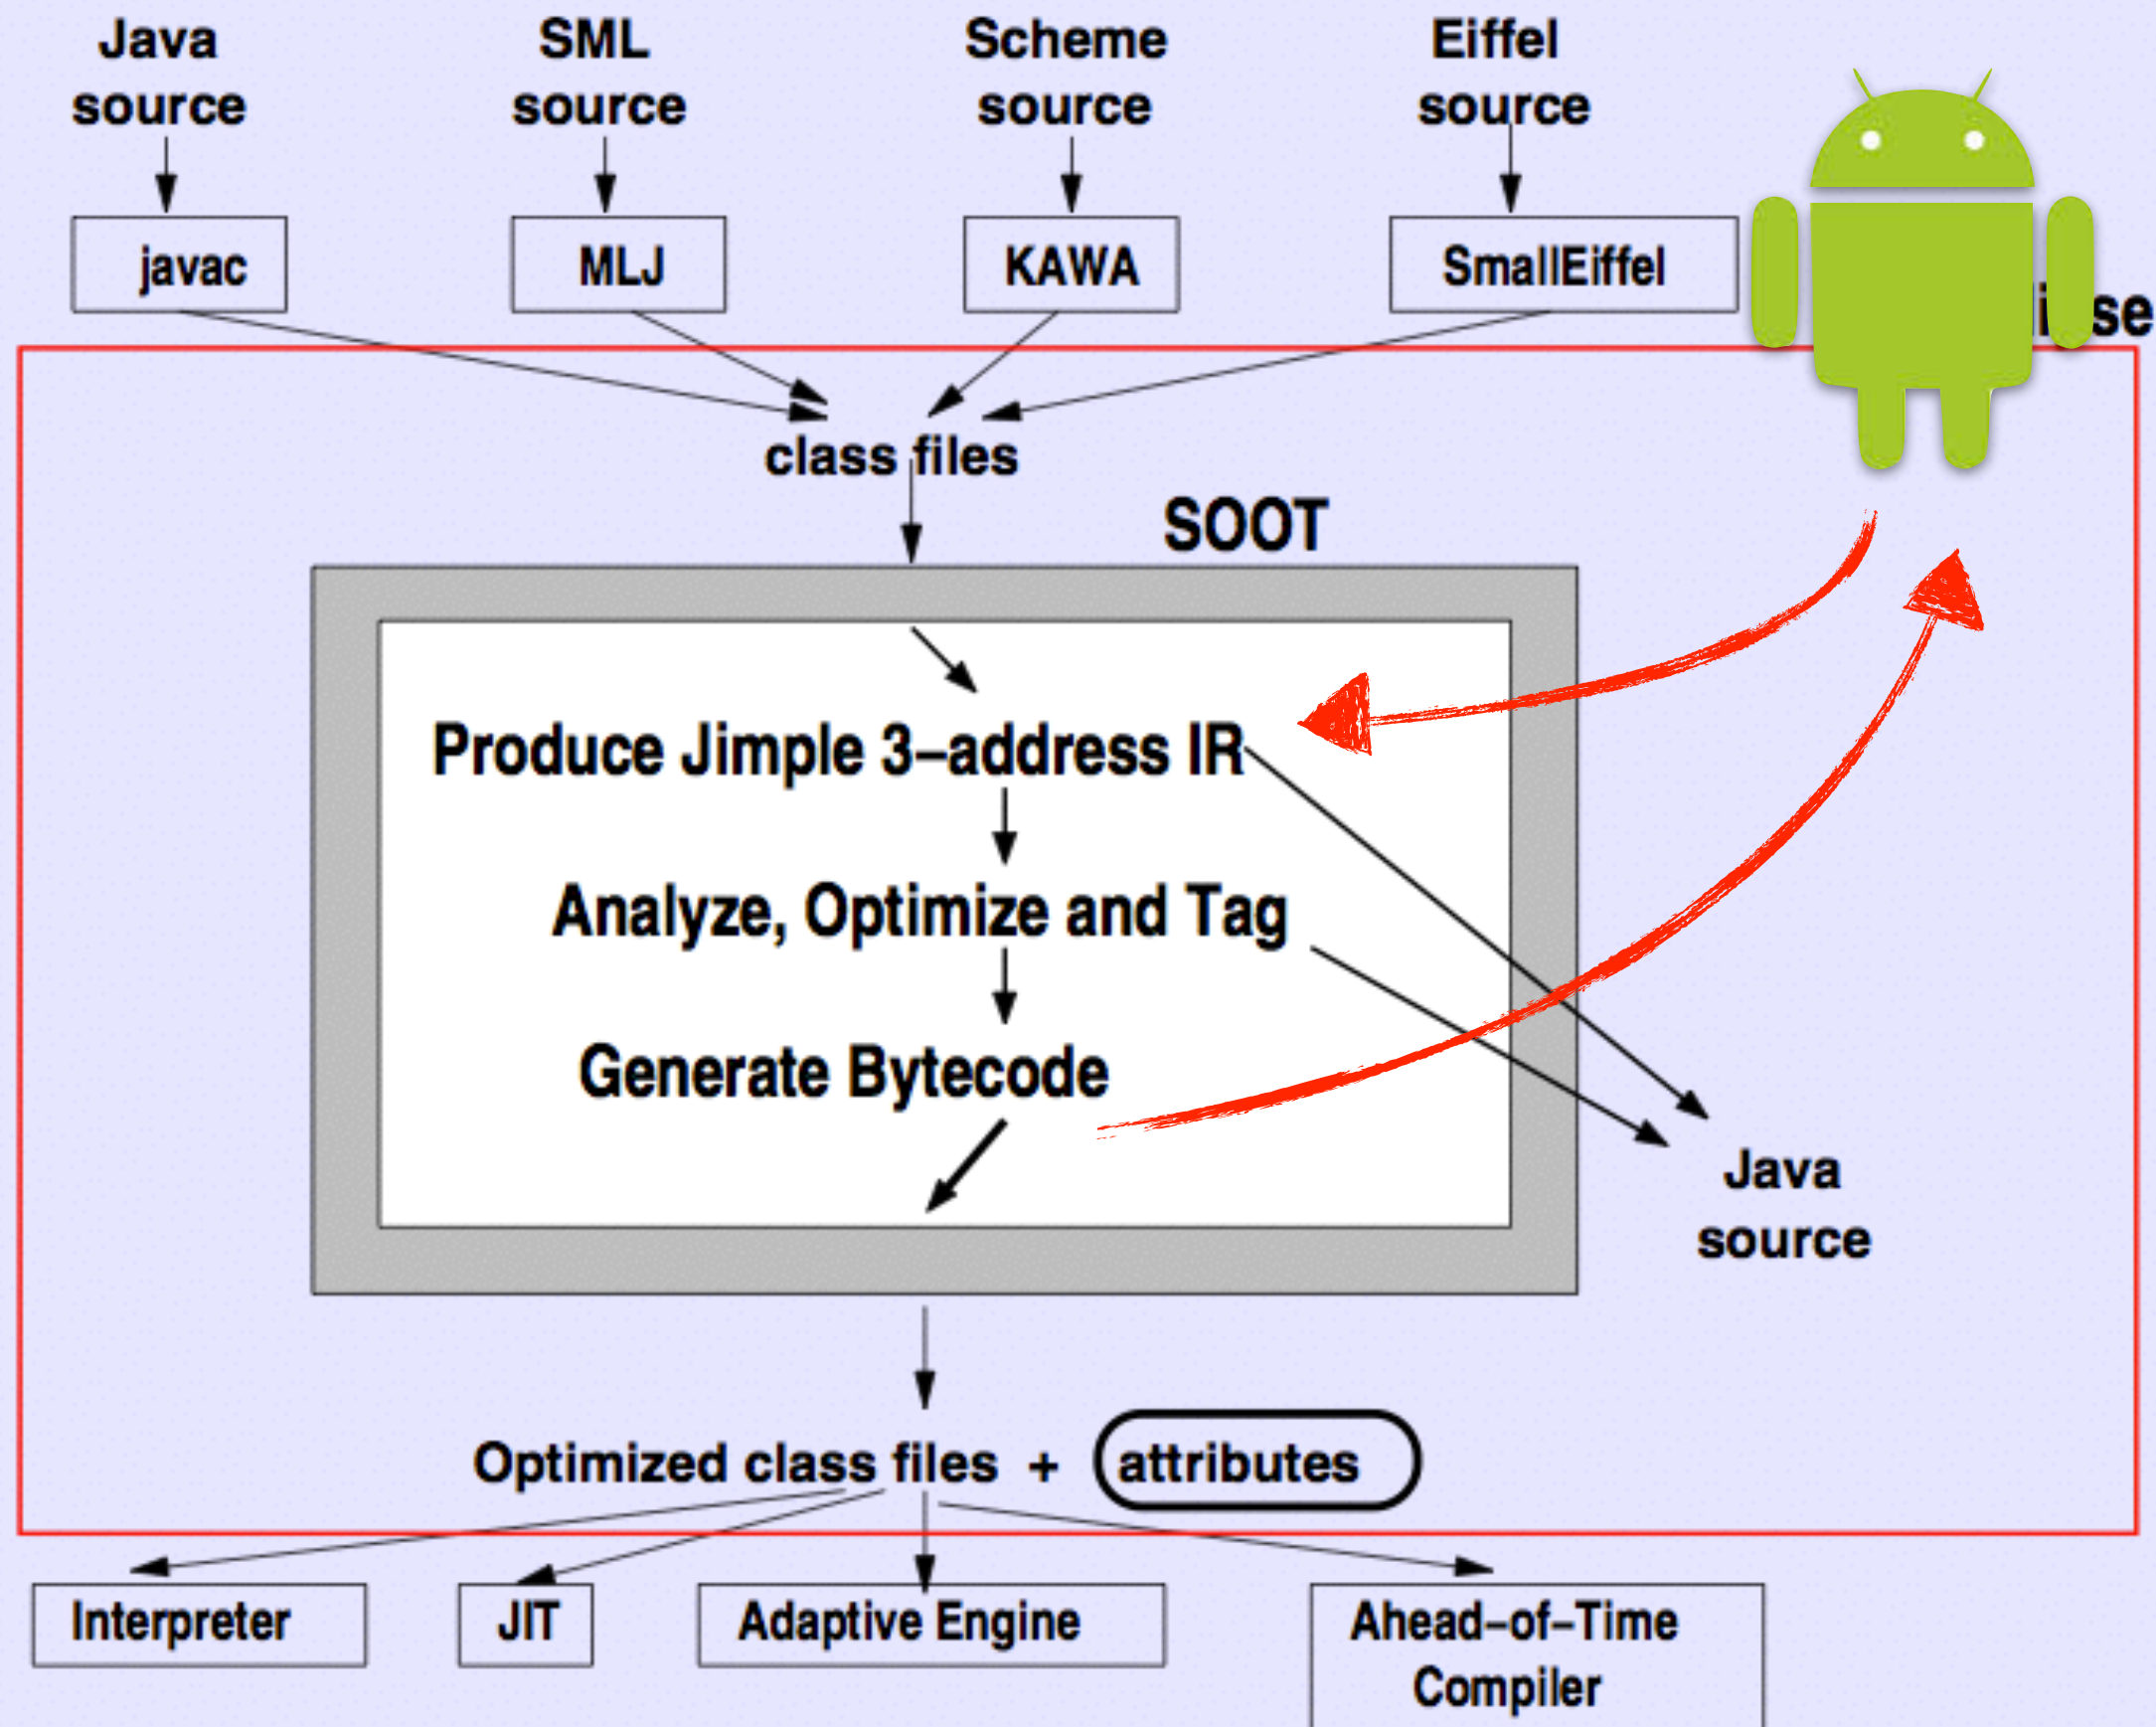 Java
source
SML
source
Scheme
source
Eiffel
source
javac
MLJ
KAWA
SmallEiffel
class files
SOOT
Produce Jimple 3–address IR
Analyze, Optimize and Tag
Generate Bytecode
Java
source
Optimized class files + attributes
Interpreter
JIT
Adaptive Engine
Ahead–of–Time
Compiler